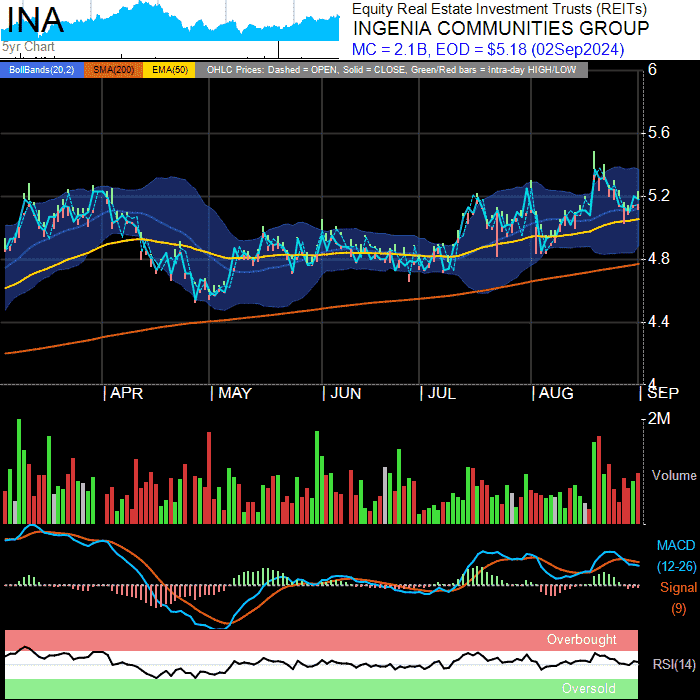 INA
5yr Chart
Equity Real Estate Investment Trusts (REITs)
INGENIA COMMUNITIES GROUP
MC = 2.1B, EOD = $5.18 (02Sep2024)
BollBands(20,2) SMA(200) EMA(50) OHLC Prices: Dashed = OPEN, Solid = CLOSE, Green/Red bars = Intra-day HIGH/LOW
6
5.6
5.2
4.8
4.4
4
APR MAY JUN JUL AUG SEP
2M
Volume
MACD
(12-26)
Signal
(9)
Overbought
RSI(14)
Oversold